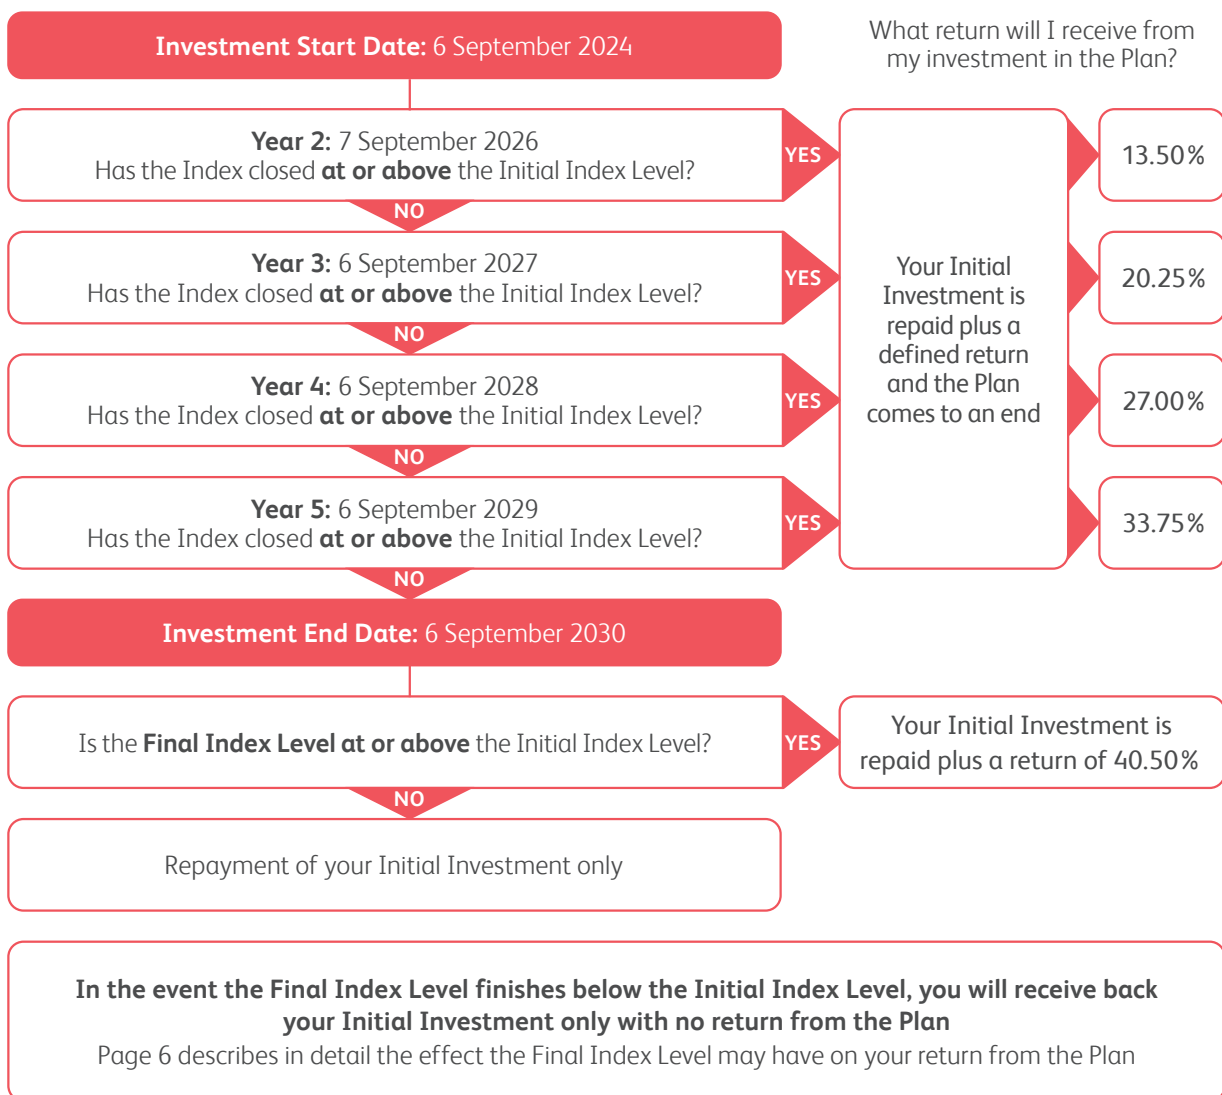 Investment Start Date: 6 September 2024
What return will I receive from
my investment in the Plan?
Year 2: 7 September 2026
Has the Index closed at or above the Initial Index Level?
YES
13.50%
NO
Year 3: 6 September 2027
Has the Index closed at or above the Initial Index Level?
YES
20.25%
NO
Your Initial
Investment is
repaid plus a
defined return
and the Plan
comes to an end
Year 4: 6 September 2028
Has the Index closed at or above the Initial Index Level?
YES
27.00%
NO
Year 5: 6 September 2029
Has the Index closed at or above the Initial Index Level?
YES
33.75%
NO
Investment End Date: 6 September 2030
Is the Final Index Level at or above the Initial Index Level?
YES
Your Initial Investment is
repaid plus a return of 40.50%
NO
Repayment of your Initial Investment only
In the event the Final Index Level finishes below the Initial Index Level, you will receive back
your Initial Investment only with no return from the Plan
Page 6 describes in detail the effect the Final Index Level may have on your return from the Plan